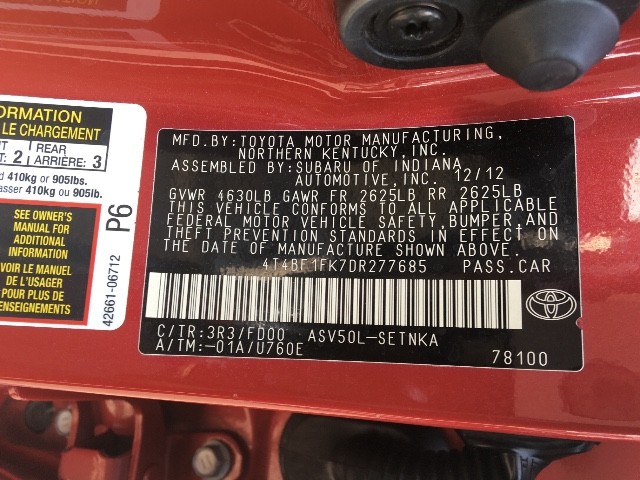 ORMATION
LE CHARGEMENT
T 2 REAR
ARRIÈRE: 3
d 410kg or 905lbs.
asser 410kg ou 905lb.
SEE OWNER'S
MANUAL FOR
ADDITIONAL
INFORMATION
VOIR LE MANUEL
DE L'USAGER
POUR PLUS DE
RENSEIGNEMENTS
P6
42661-06712
MFD.BY:TOYOTA MOTOR MANUFACTURING,
NORTHERN KENTUCKY,INC.
ASSEMBLED BY:SUBARU OF INDIANA
AUTOMOTIVE,INC. 12/12
GVWR 4630LB GAWR FR 2625LB RR 2625LB
THIS VEHICLE CONFORMS TO ALL APPLICABLE
FEDERAL MOTOR VEHICLE SAFETY,BUMPER,AND
THEFT PREVENTION STANDARDS IN EFFECT ON
THE DATE OF MANUFACTURE SHOWN ABOVE.
4T4BF1FK7DR277685 PASS.CAR
C/TR:3R3/FD00 ASV50L-SETNKA
A/TM:-01A/U760E
78100
TOYOTA